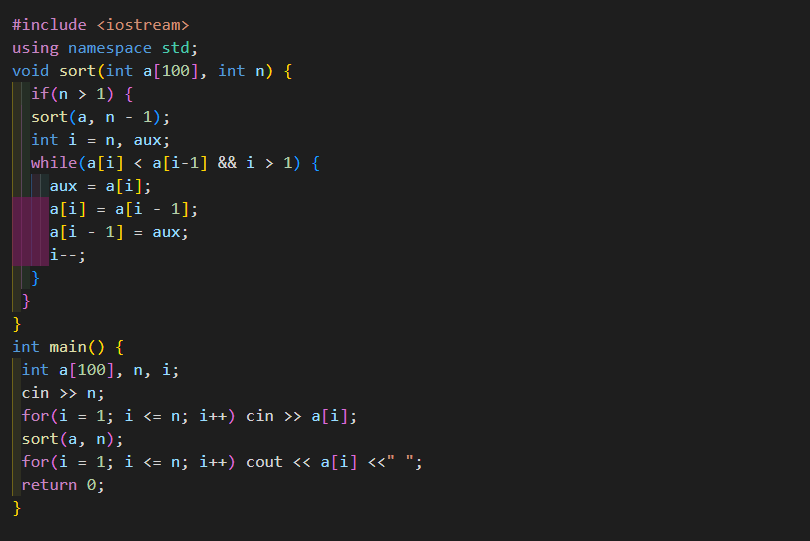 #include <iostream>
using namespace std;
void sort(int a[100], int n) {
if(n > 1) {
sort(a, n - 1);
int i = n, aux;
while(a[i] < a[i-1] && i > 1) {
aux = a[i];
a[i] = a[i - 1];
a[i - 1] = aux;
i--;
}
}
}
int main() {
int a[100], n, i;
cin >> n;
for(i = 1; i <= n; i++) cin >> a[i];
sort(a, n);
for(i = 1; i <= n; i++) cout << a[i] <<" ";
return 0;
}